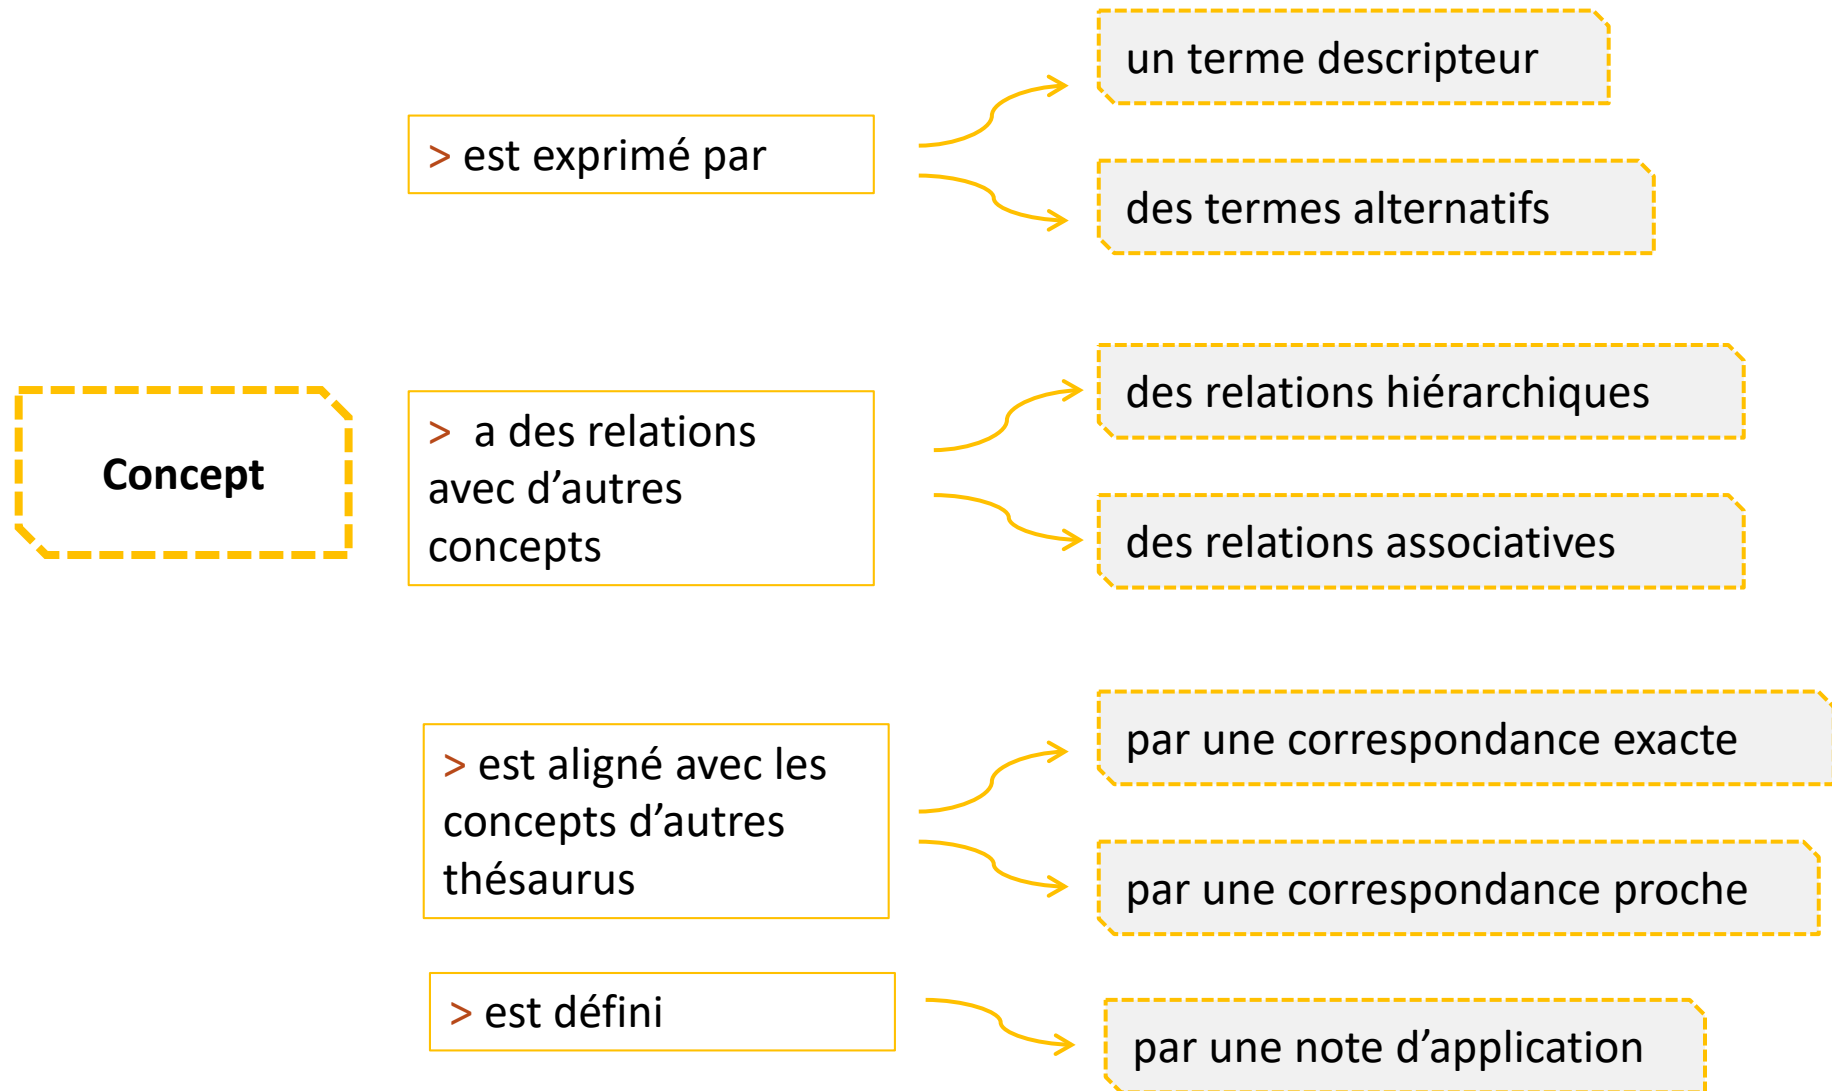 un terme descripteur
> est exprimé par
des termes alternatifs
des relations hiérarchiques
Concept
> a des relations
avec d’autres
concepts
des relations associatives
par une correspondance exacte
> est aligné avec les
concepts d’autres
thésaurus
par une correspondance proche
> est défini
par une note d’application